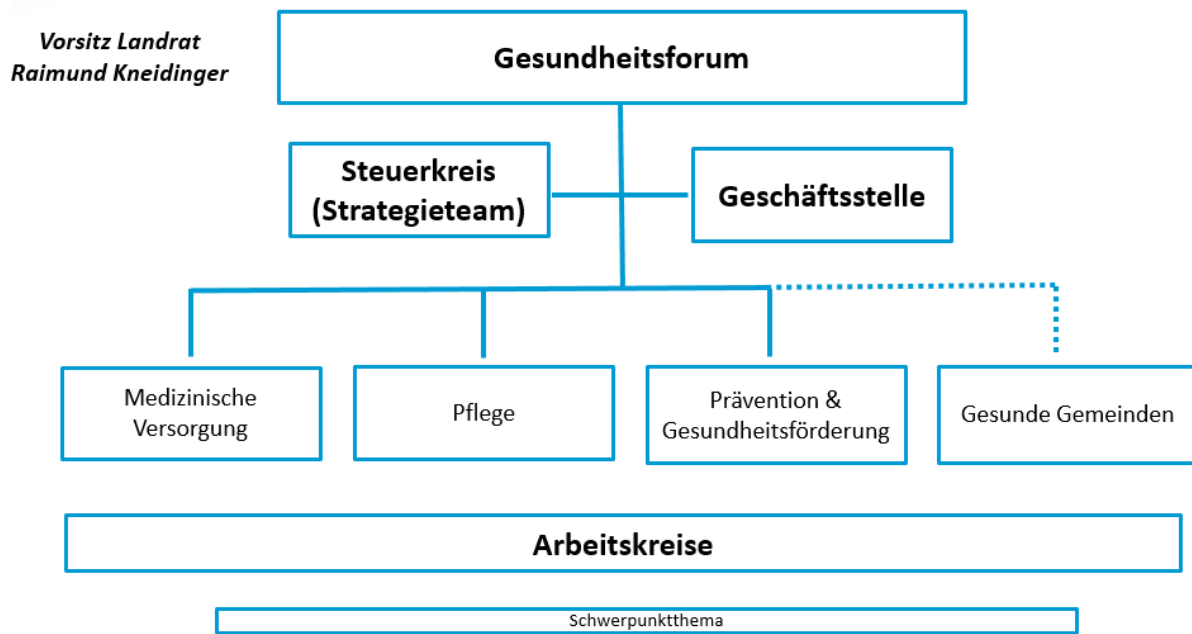 Vorsitz Landrat
Raimund Kneidinger
Gesundheitsforum
Steuerkreis
(Strategieteam)
Geschäftsstelle
Medizinische
Versorgung
Pflege
Prävention &
Gesundheitsförderung
Gesunde Gemeinden
Arbeitskreise
Schwerpunktthema